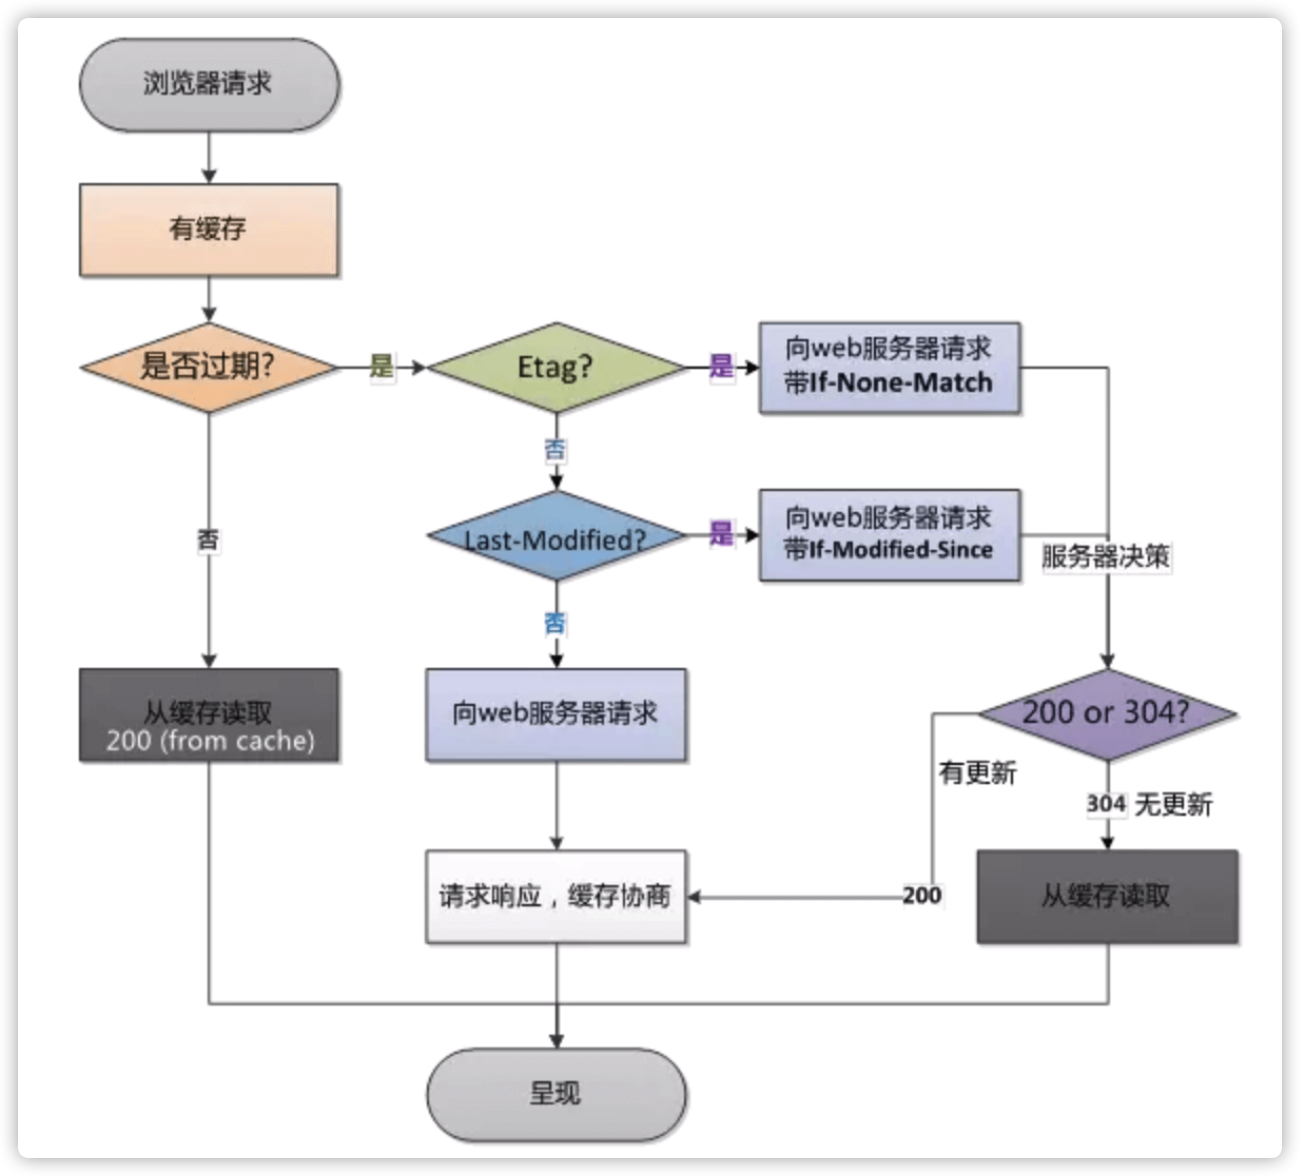 浏览器请求
有缓存
是否过期?
是
Etag?
是
向web服务器请求
带If-None-Match
否
否
Last-Modified?
是
向web服务器请求
带If-Modified-Since
服务器决策
否
从缓存读取
200 (from cache)
向web服务器请求
200 or 304?
有更新
304 无更新
请求响应，缓存协商
200
从缓存读取
呈现